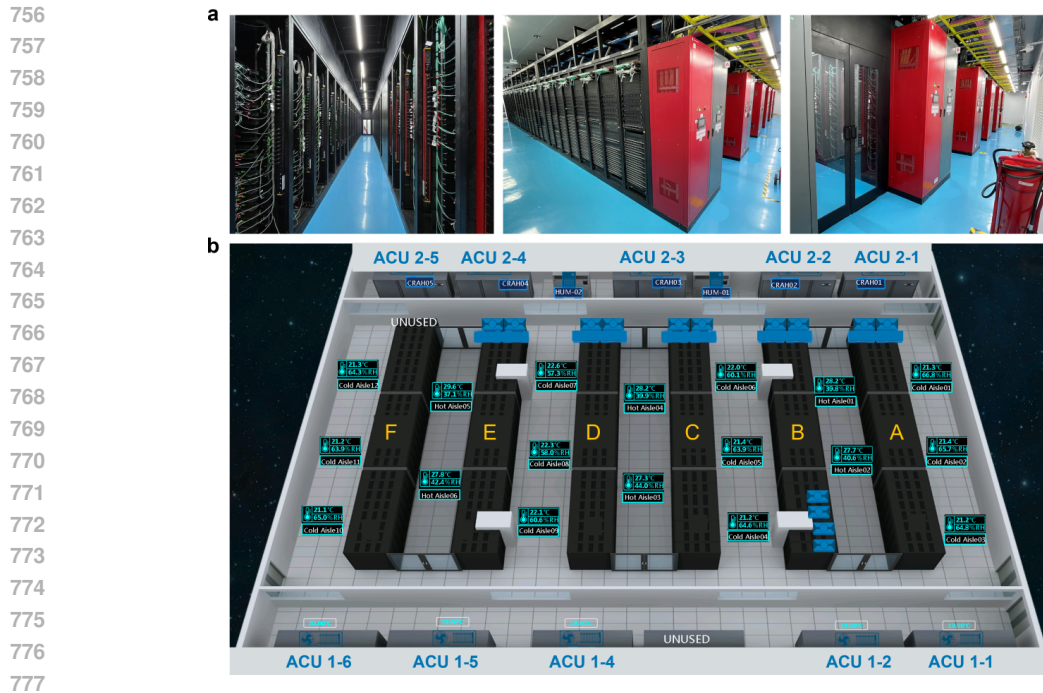 756
757
758
759
760
761
762
763
764
765
766
767
768
769
770
771
772
773
774
775
776
777
a
b
ACU 2-5 ACU 2-4 ACU 2-3 ACU 2-2 ACU 2-1
CRAH05 CRAH04 HUM-02 CRAH03 HUM-01 CRAH02 CRAH01
UNUSED
21.3°C
64.3%RH
Cold Aisle12
29.6°C
37.1%RH
Hot Aisle05
22.6°C
57.3%RH
Cold Aisle07
28.2°C
39.9%RH
Hot Aisle04
22.0°C
60.1%RH
Cold Aisle06
28.2°C
39.8%RH
Hot Aisle01
21.3°C
66.8%RH
Cold Aisle01
F E D C B A
21.2°C
63.9%RH
Cold Aisle11
27.8°C
42.4%RH
Hot Aisle06
22.3°C
58.0%RH
Cold Aisle08
27.3°C
44.0%RH
Hot Aisle03
21.4°C
63.9%RH
Cold Aisle05
27.7°C
40.6%RH
Hot Aisle02
21.4°C
65.7%RH
Cold Aisle02
21.1°C
65.0%RH
Cold Aisle10
22.1°C
60.6%RH
Cold Aisle09
21.2°C
64.6%RH
Cold Aisle04
21.2°C
64.8%RH
Cold Aisle03
UNUSED
ACU 1-6 ACU 1-5 ACU 1-4 ACU 1-2 ACU 1-1